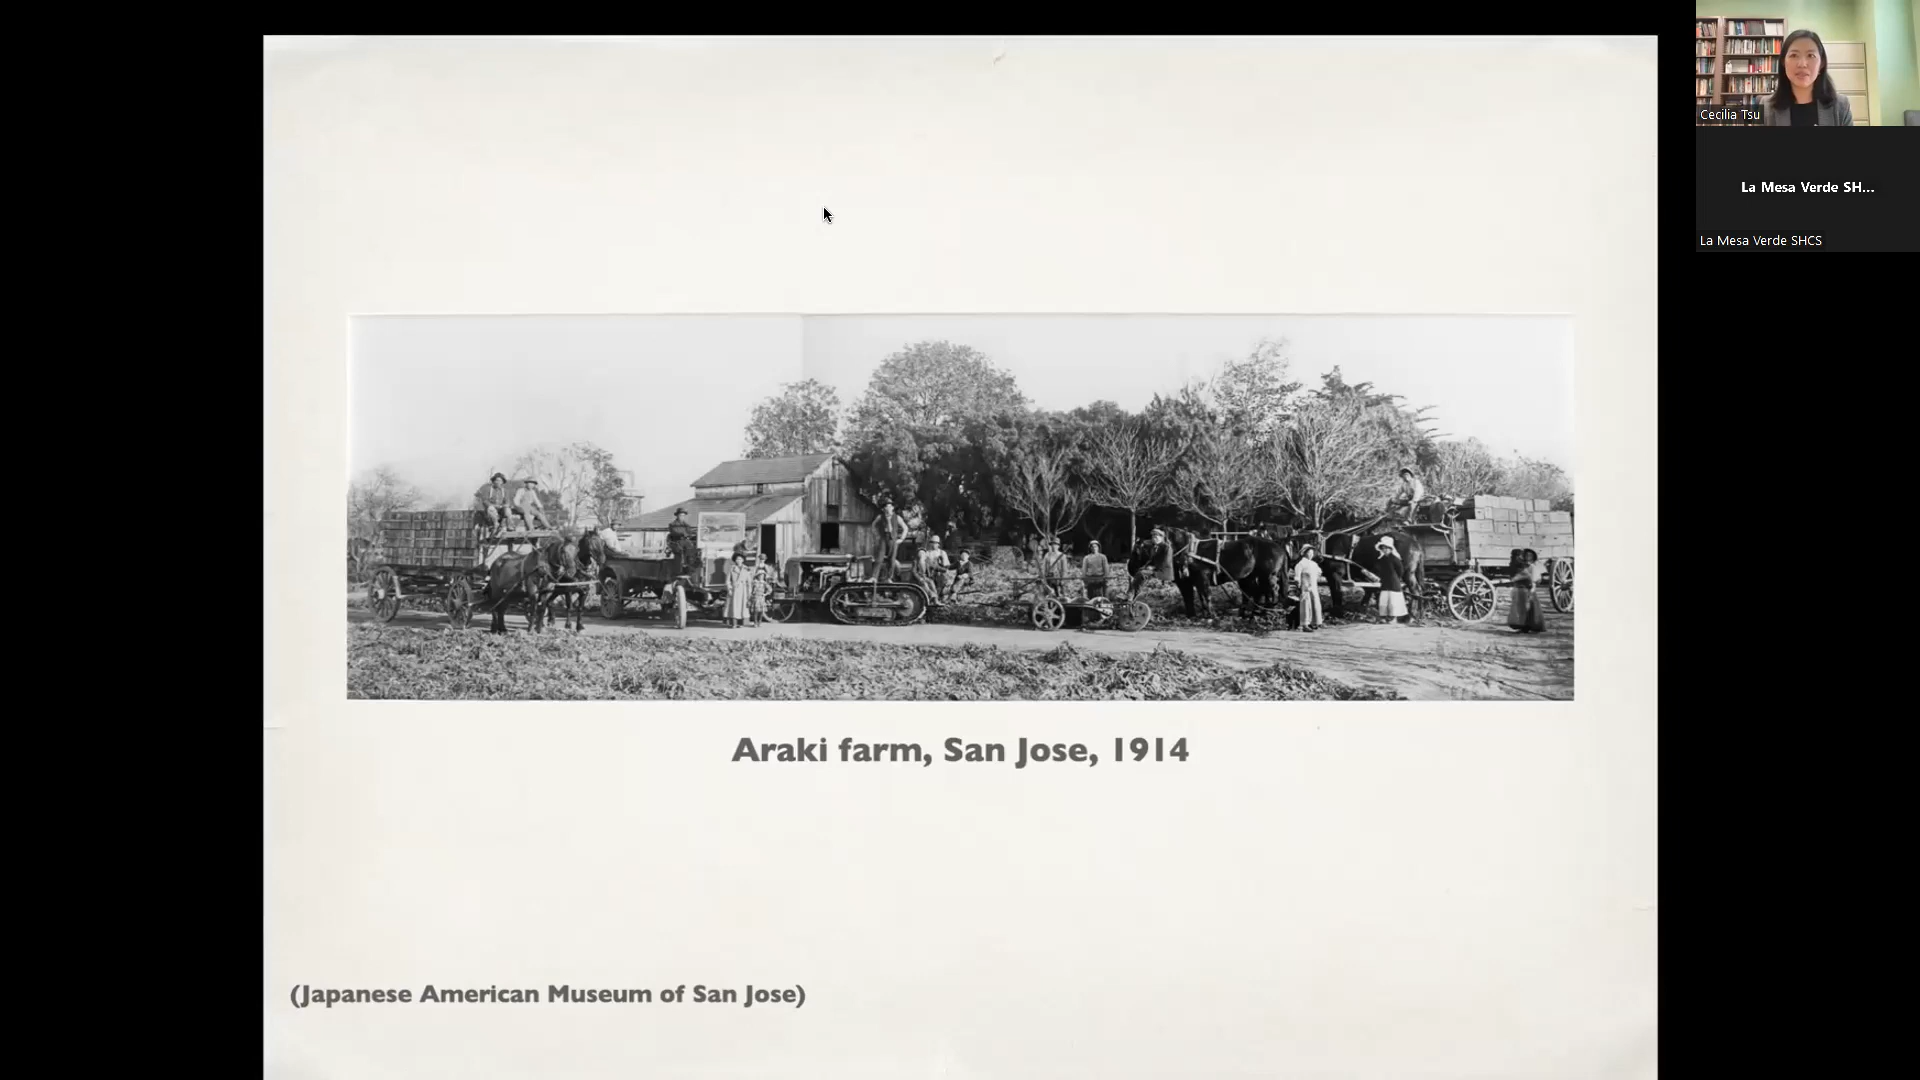 Cecilia Tsu
La Mesa Verde SH...
La Mesa Verde SHCS
Araki farm, San Jose, 1914
(Japanese American Museum of San Jose)